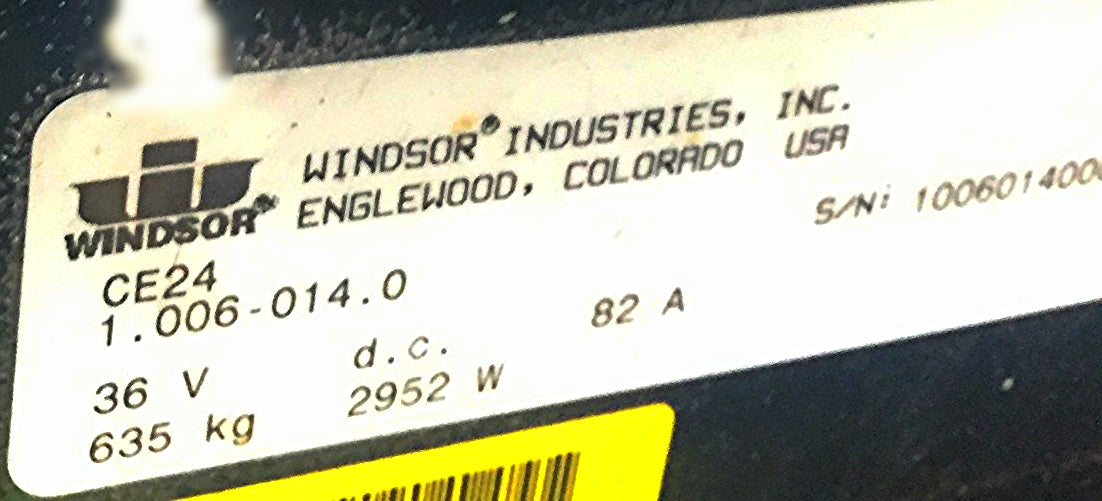 WINDSOR® INDUSTRIES, INC.
ENGLEWOOD, COLORADO USA
WINDSOR®
S/N: 100601400
CE24
1.006-014.0
36 V d.c. 82 A
635 kg 2952 W